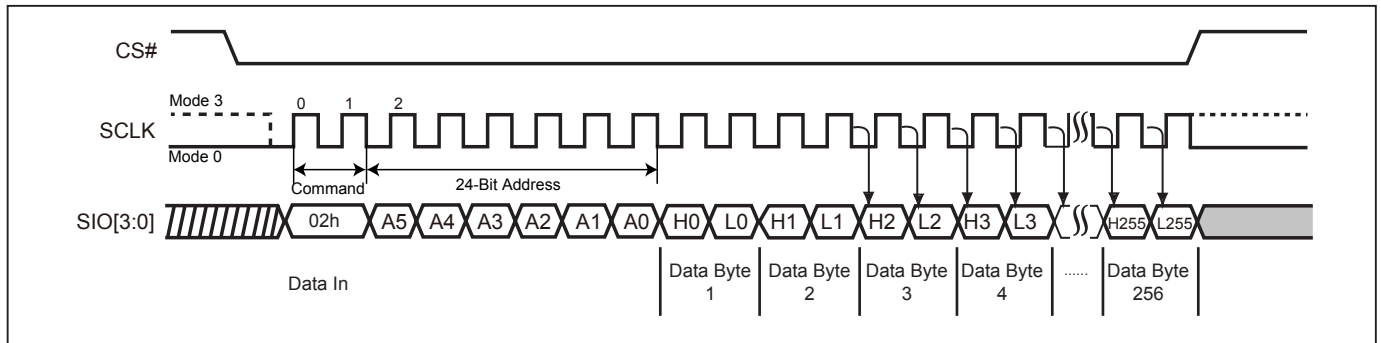 CS#
Mode 3
0 1 2
SCLK
Mode 0
Command
24-Bit Address
SIO[3:0]
02h A5 A4 A3 A2 A1 A0 H0 L0 H1 L1 H2 L2 H3 L3 H255 L255
Data In
Data Byte 1
Data Byte 2
Data Byte 3
Data Byte 4
......
Data Byte 256